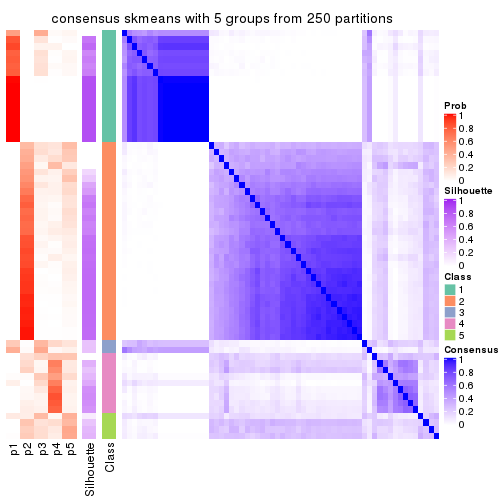 consensus skmeans with 5 groups from 250 partitions
Prob
1
0.8
0.6
0.4
0.2
0
Silhouette
1
0.8
0.6
0.4
0.2
0
Class
1
2
3
4
5
Consensus
1
0.8
0.6
0.4
0.2
0
p1
p2
p3
p4
p5
Silhouette
Class